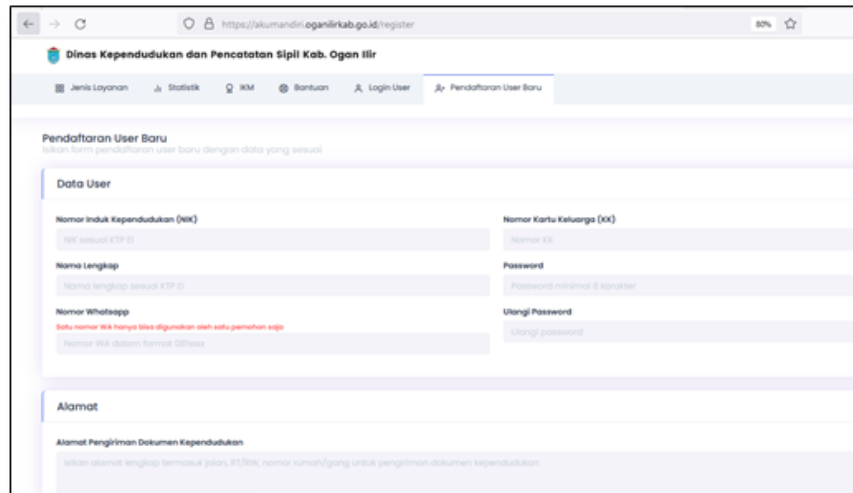 https://akumandiri.oganilirkab.go.id/register
80%
Dinas Kependudukan dan Pencatatan Sipil Kab. Ogan Ilir
Jenis Layanan Statistik IKM Bantuan Login User Pendaftaran User Baru
Pendaftaran User Baru
Isikan form pendaftaran user baru dengan data yang sesuai
Data User
Nomor Induk Kependudukan (NIK) Nomor Kartu Keluarga (KK)
NIK sesuai KTP El Nomor KK
Nama Lengkap Password
Nama lengkap sesuai KTP El Password minimal 8 karakter
Nomor Whatsapp Ulangi Password
Satu nomor WA hanya bisa digunakan oleh satu pemohon saja
Ulangi password
Nomor WA dalam format
Alamat
Alamat Pengiriman Dokumen Kependudukan
Isikan alamat lengkap termasuk jalan, RT/RW, nomor rumah/gang untuk pengiriman dokumen kependudukan